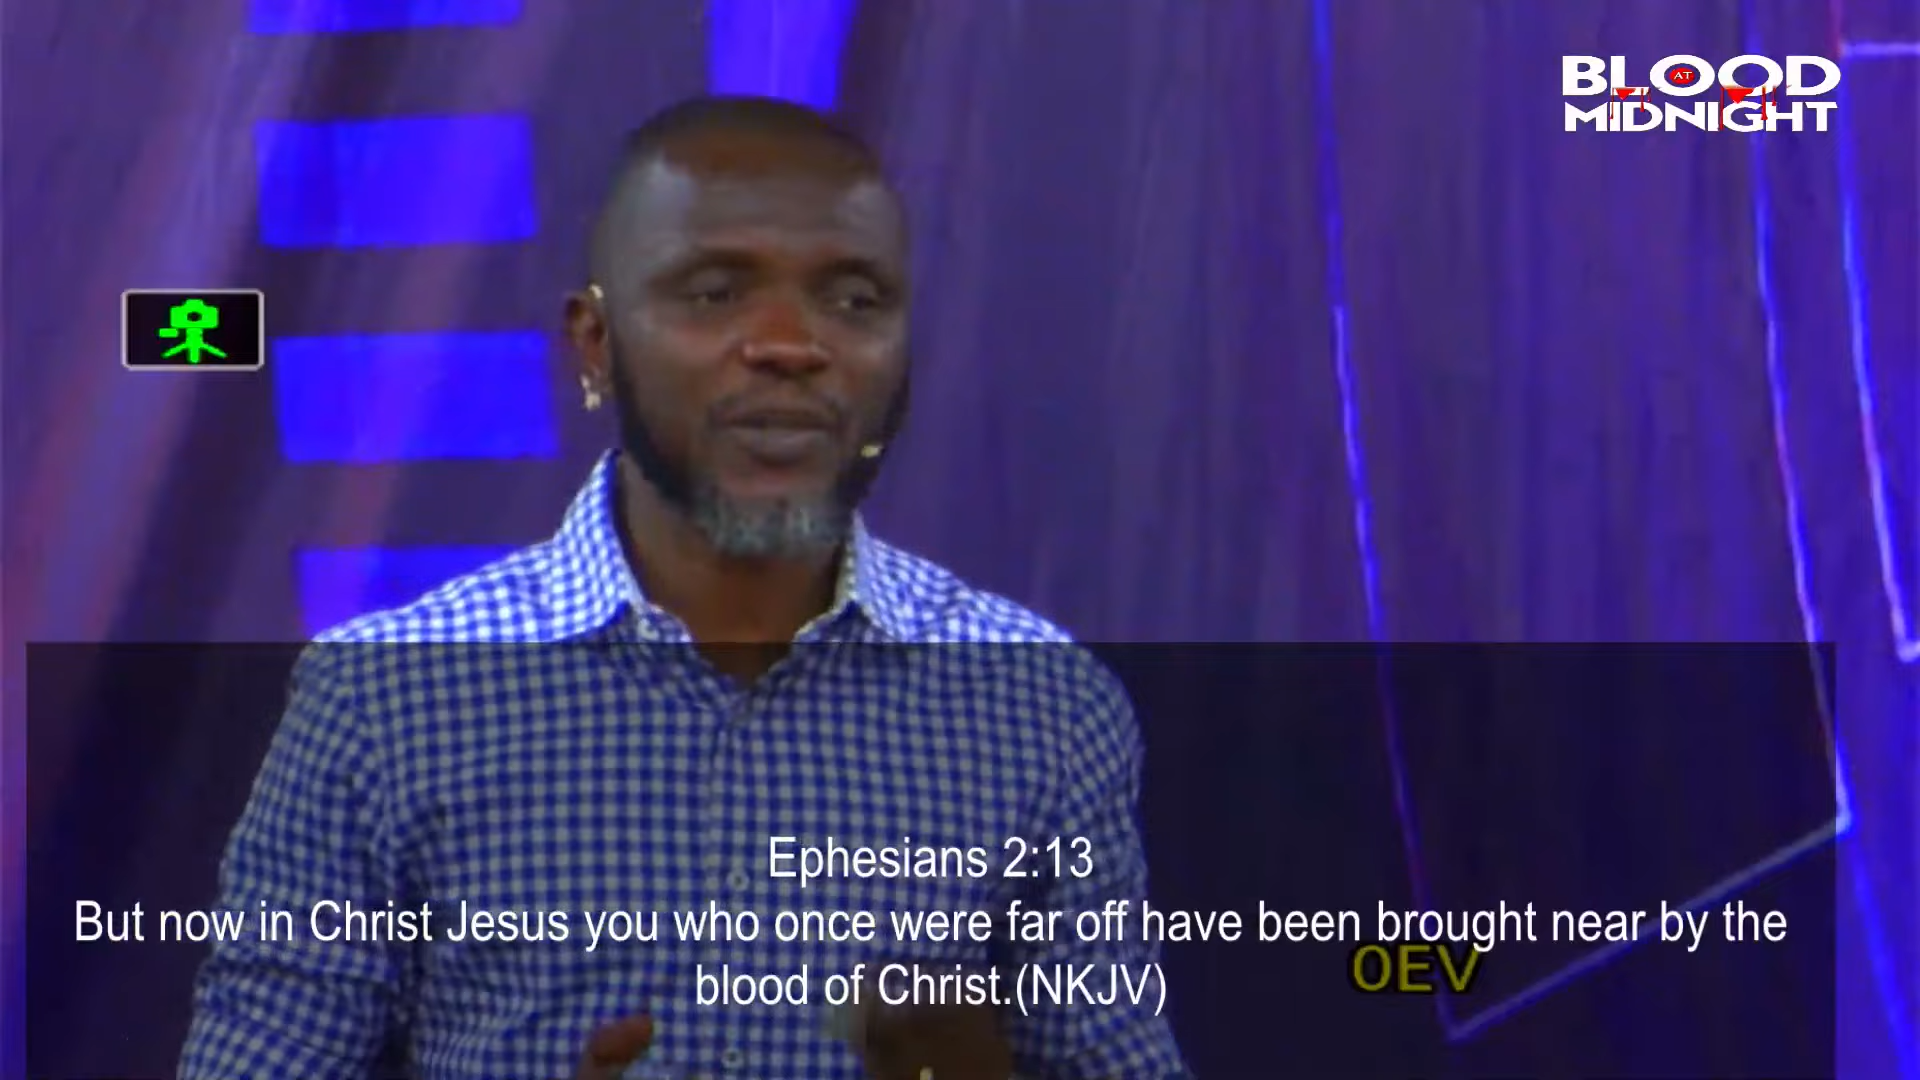 BLOOD
AT
MIDNIGHT
Ephesians 2:13
But now in Christ Jesus you who once were far off have been brought near by the
blood of Christ.(NKJV)
0EV